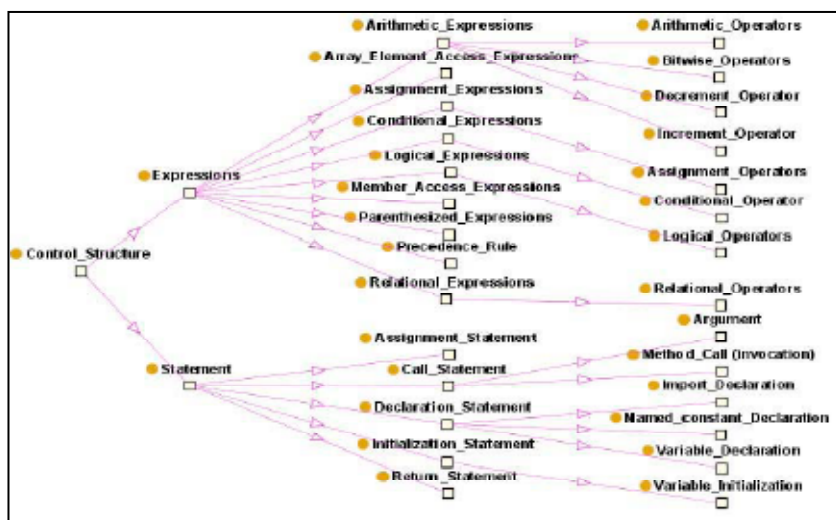 Arithmetic_Expressions
Arithmetic_Operators
Array_Element_Access_Expressions
Bitwise_Operators
Assignment_Expressions
Decrement_Operator
Conditional_Expressions
Increment_Operator
Logical_Expressions
Expressions
Assignment_Operators
Member_Access_Expressions
Conditional_Operator
Parenthesized_Expressions
Logical_Operators
Precedence_Rule
Control_Structure
Relational_Expressions
Relational_Operators
Argument
Assignment_Statement
Method_Call (Invocation)
Statement
Call_Statement
Import_Declaration
Declaration_Statement
Named_constant_Declaration
Initialization_Statement
Variable_Declaration
Return_Statement
Variable_Initialization